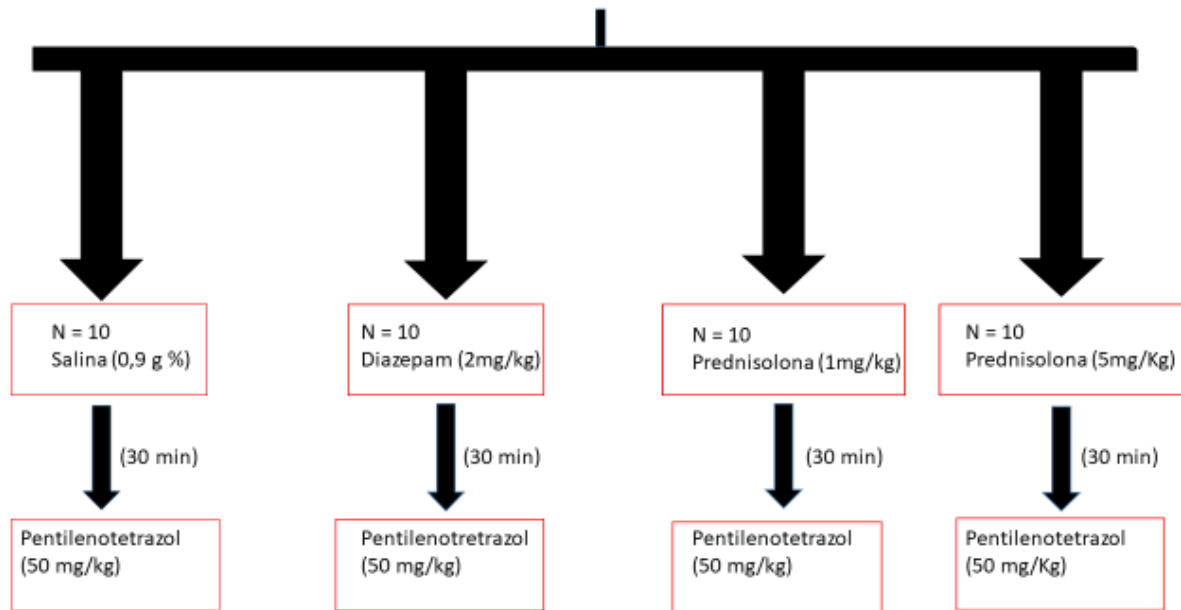 N = 10
Salina (0,9 g %)
N = 10
Diazepam (2mg/kg)
N = 10
Prednisolona (1mg/kg)
N = 10
Prednisolona (5mg/Kg)
(30 min)
(30 min)
(30 min)
(30 min)
Pentilenotetrazol
(50 mg/kg)
Pentilenotretrazol
(50 mg/kg)
Pentilenotetrazol
(50 mg/kg)
Pentilenotetrazol
(50 mg/Kg)